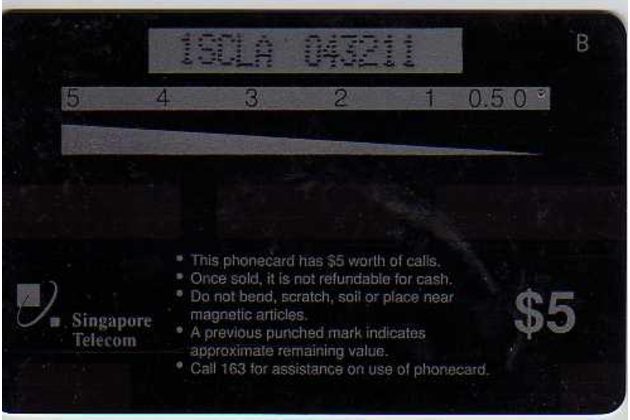 1SCLA 043211
B
5 4 3 2 1 0.5 0
• This phonecard has $5 worth of calls.
• Once sold, it is not refundable for cash.
• Do not bend, scratch, soil or place near
magnetic articles.
• A previous punched mark indicates
approximate remaining value.
• Call 163 for assistance on use of phonecard.
Singapore
Telecom
$5